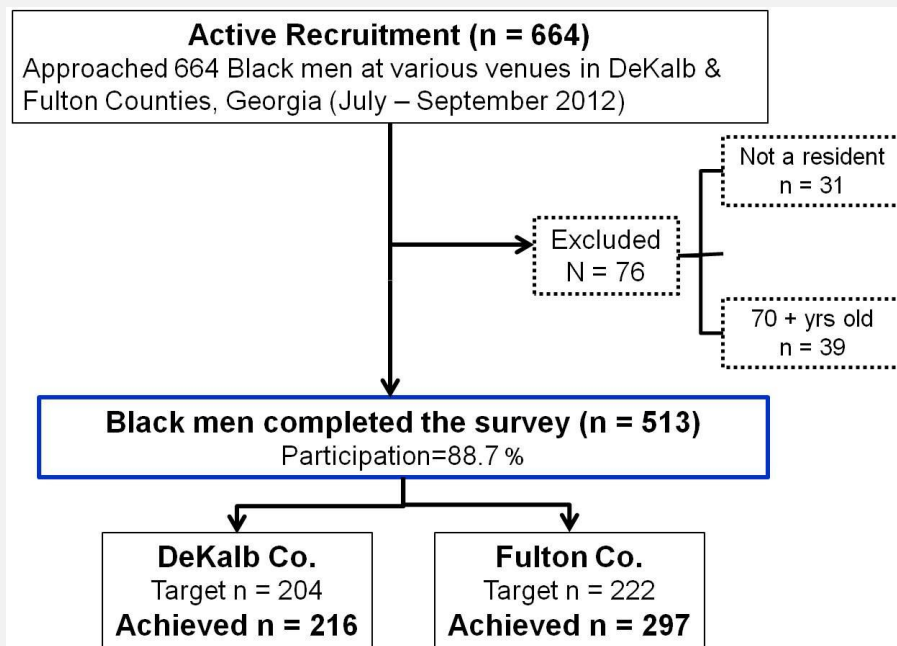 Active Recruitment (n = 664)
Approached 664 Black men at various venues in DeKalb &
Fulton Counties, Georgia (July – September 2012)
Not a resident
n = 31
Excluded
N = 76
70 + yrs old
n = 39
Black men completed the survey (n = 513)
Participation=88.7 %
DeKalb Co.
Target n = 204
Achieved n = 216
Fulton Co.
Target n = 222
Achieved n = 297